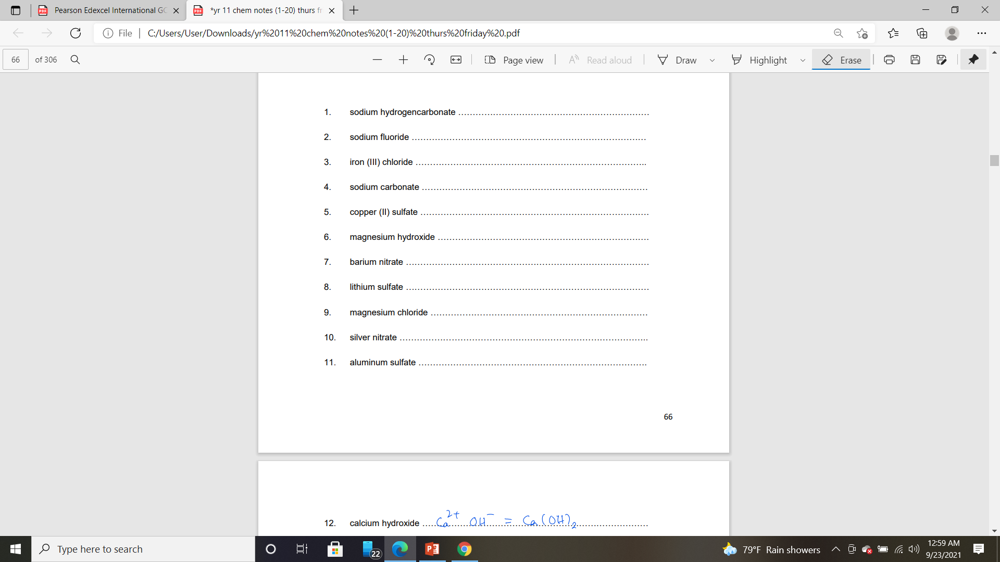 Pearson Edexcel International GC
*yr 11 chem notes (1-20) thurs fr
File
C:/Users/User/Downloads/yr%2011%20chem%20notes%20(1-20)%20thurs%20friday%20.pdf
66 of 306
Page view
Read aloud
Draw
Highlight
Erase
1. sodium hydrogencarbonate ……………………………………………………………
2. sodium fluoride ………………………………………………………………………
3. iron (III) chloride ……………………………………………………………………..
4. sodium carbonate ……………………………………………………………………
5. copper (II) sulfate ……………………………………………………………………
6. magnesium hydroxide ………………………………………………………………
7. barium nitrate …………………………………………………………………………
8. lithium sulfate …………………………………………………………………………
9. magnesium chloride …………………………………………………………………
10. silver nitrate …………………………………………………………………………..
11. aluminum sulfate …………………………………………………………………….
66
12. calcium hydroxide Ca²⁺ OH⁻ = Ca(OH)₂
Type here to search
22
79°F Rain showers
12:59 AM
9/23/2021